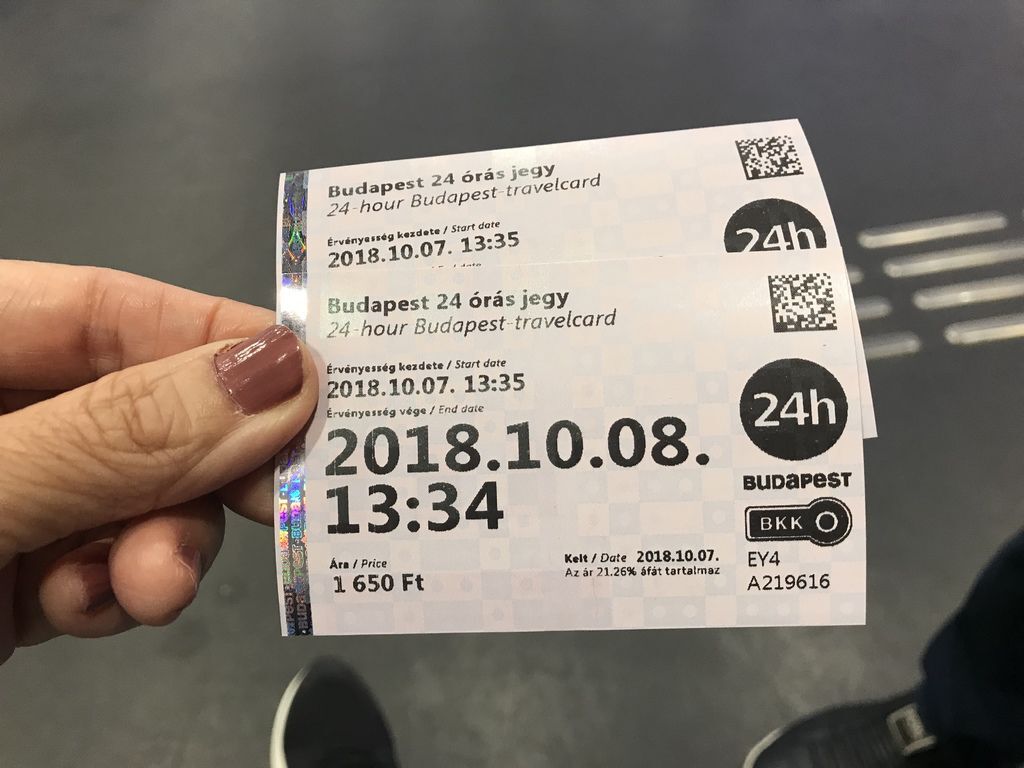 Budapest 24 órás jegy
24-hour Budapest-travelcard
Érvényesség kezdete / Start date
2018.10.07. 13:35
24h
Budapest 24 órás jegy
24-hour Budapest-travelcard
Érvényesség kezdete / Start date
2018.10.07. 13:35
Érvényesség vége / End date
2018.10.08.
13:34
24h
BUDAPEST
BKK
Ára / Price
1 650 Ft
Kelt / Date 2018.10.07.
Az ár 21.26% áfát tartalmaz
EY4
A219616